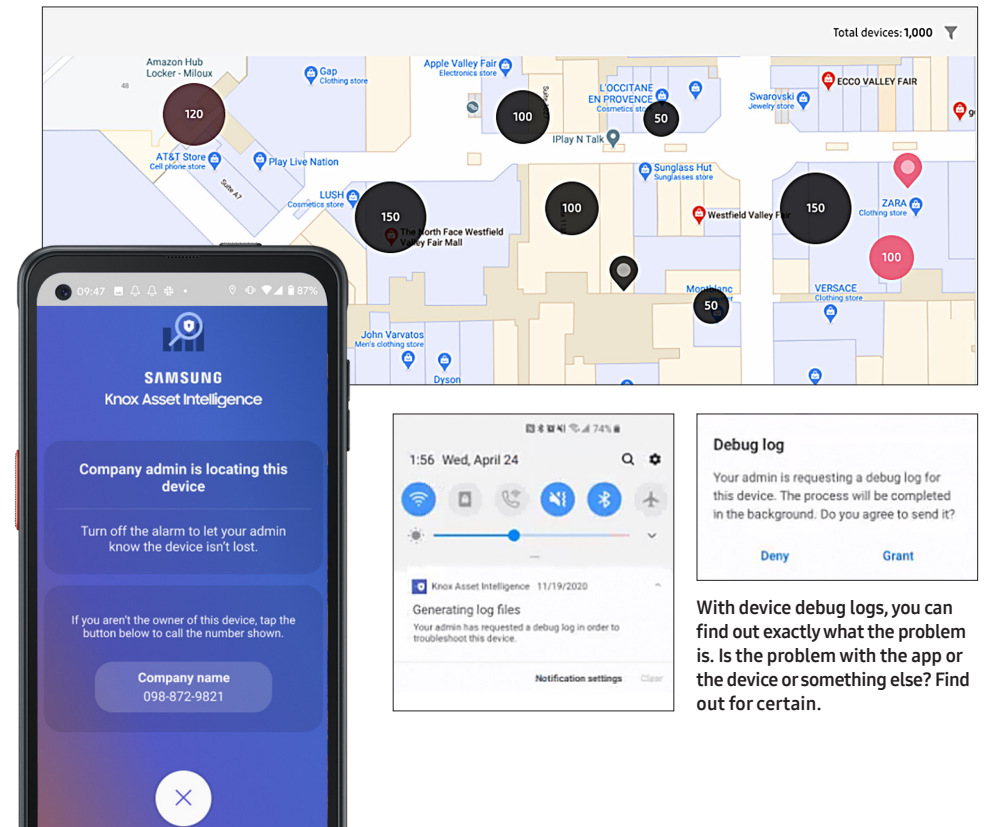 Total devices: 1,000
Amazon Hub
Locker - Miloux
48
Gap
Clothing store
Apple Valley Fair
Electronics store
L'OCCITANE
EN PROVENCE
Cosmetics store
Swarovski
Jewelry store
ECCO VALLEY FAIR
120
100
50
IPlay N Talk
AT&T Store
Cell phone store
Play Live Nation
Suite A7
Sunglass Hut
Sunglasses store
LUSH
Cosmetics store
150
The North Face Westfield
Valley Fair Mall
100
Westfield Valley Fair
150
ZARA
Clothing store
100
Montblanc
50
VERSACE
Clothing store
John Varvatos
Men's clothing store
Dyson
09:47
87%
SAMSUNG
Knox Asset Intelligence
Company admin is locating this
device
Turn off the alarm to let your admin
know the device isn't lost.
If you aren't the owner of this device, tap the
button below to call the number shown.
Company name
098-872-9821
74%
1:56 Wed, April 24
Knox Asset Intelligence 11/19/2020
Generating log files
Your admin has requested a debug log in order to
troubleshoot this device.
Notification settings Clear
Debug log
Your admin is requesting a debug log for
this device. The process will be completed
in the background. Do you agree to send it?
Deny Grant
With device debug logs, you can
find out exactly what the problem
is. Is the problem with the app or
the device or something else? Find
out for certain.